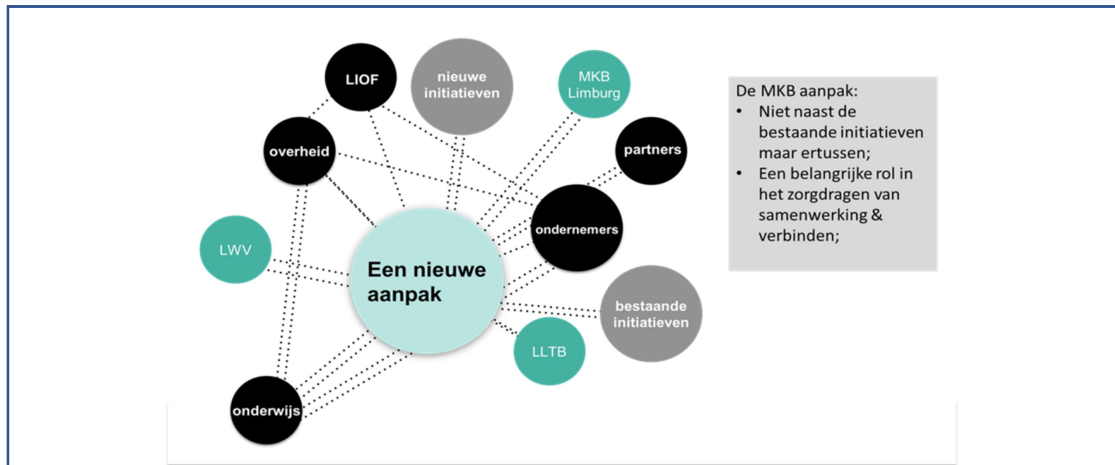 LIOF
nieuwe
initiatieven
MKB
Limburg
overheid
partners
ondernemers
LWV
Een nieuwe
aanpak
bestaande
initiatieven
LLTB
onderwijs
De MKB aanpak:
• Niet naast de
bestaande initiatieven
maar ertussen;
• Een belangrijke rol in
het zorgdragen van
samenwerking &
verbinden;